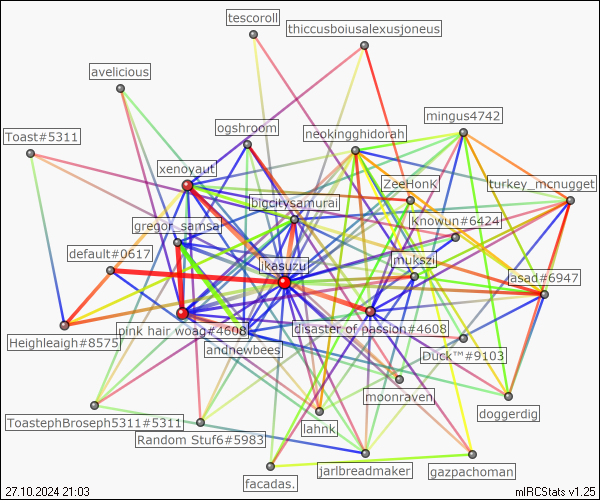 tescoroll
thiccusboiusalexusjoneus
avelicious
mingus4742
ogshroom
neokingghidorah
Toast#5311
xenoyaut
ZeeHonK
turkey_mcnugget
bigcitysamurai
gregor_samsa
Knowun#6424
default#0617
ikasuzu
mukszi
asad#6947
pink hair woag#4608
disaster of passion#4608
Heighleaigh#8575
andnewbees
Duck™#9103
moonraven
doggerdig
ToastephBroseph5311#5311
lahnk
Random Stuf6#5983
jarlbreadmaker
gazpachoman
facadas.
27.10.2024 21:03
mIRCStats v1.25